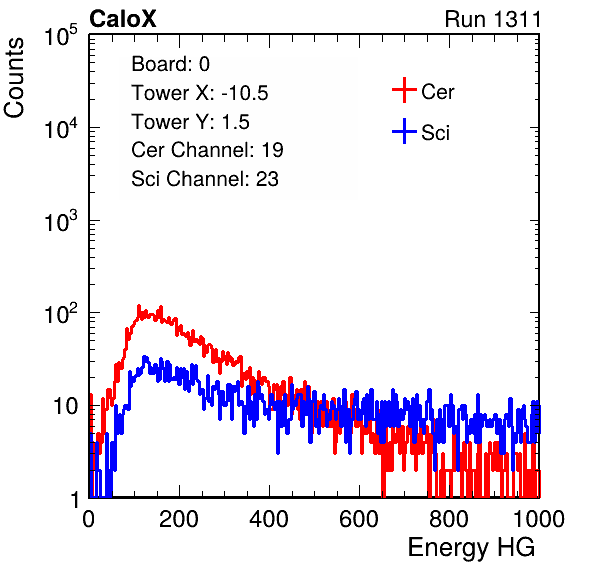 CaloX Run 1311
Counts
10^5
10^4
10^3
10^2
10
1
Board: 0
Tower X: -10.5
Tower Y: 1.5
Cer Channel: 19
Sci Channel: 23
Cer
Sci
0 200 400 600 800 1000
Energy HG